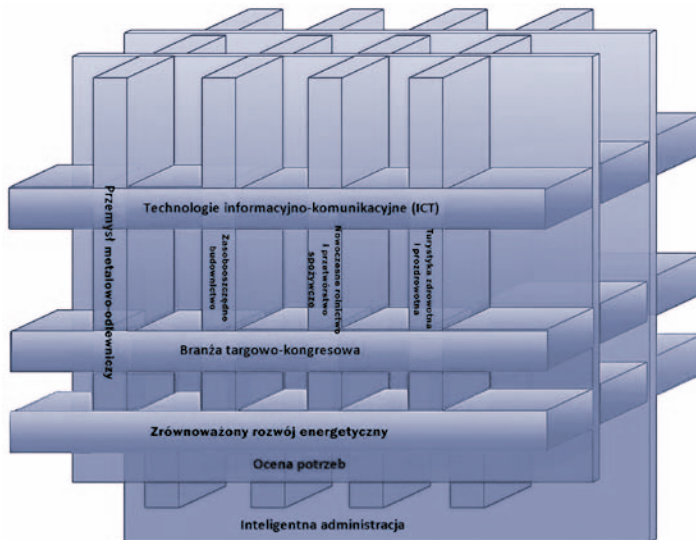 Technologie informacyjno-komunikacyjne (ICT)
Przemysł metalowo-odlewniczy
Zasobooszczędne
budownictwo
Nowoczesne rolnictwo
i przetwórstwo
spożywcze
Turystyka zdrowotna
i prozdrowotna
Branża targowo-kongresowa
Zrównoważony rozwój energetyczny
Ocena potrzeb
Inteligentna administracja